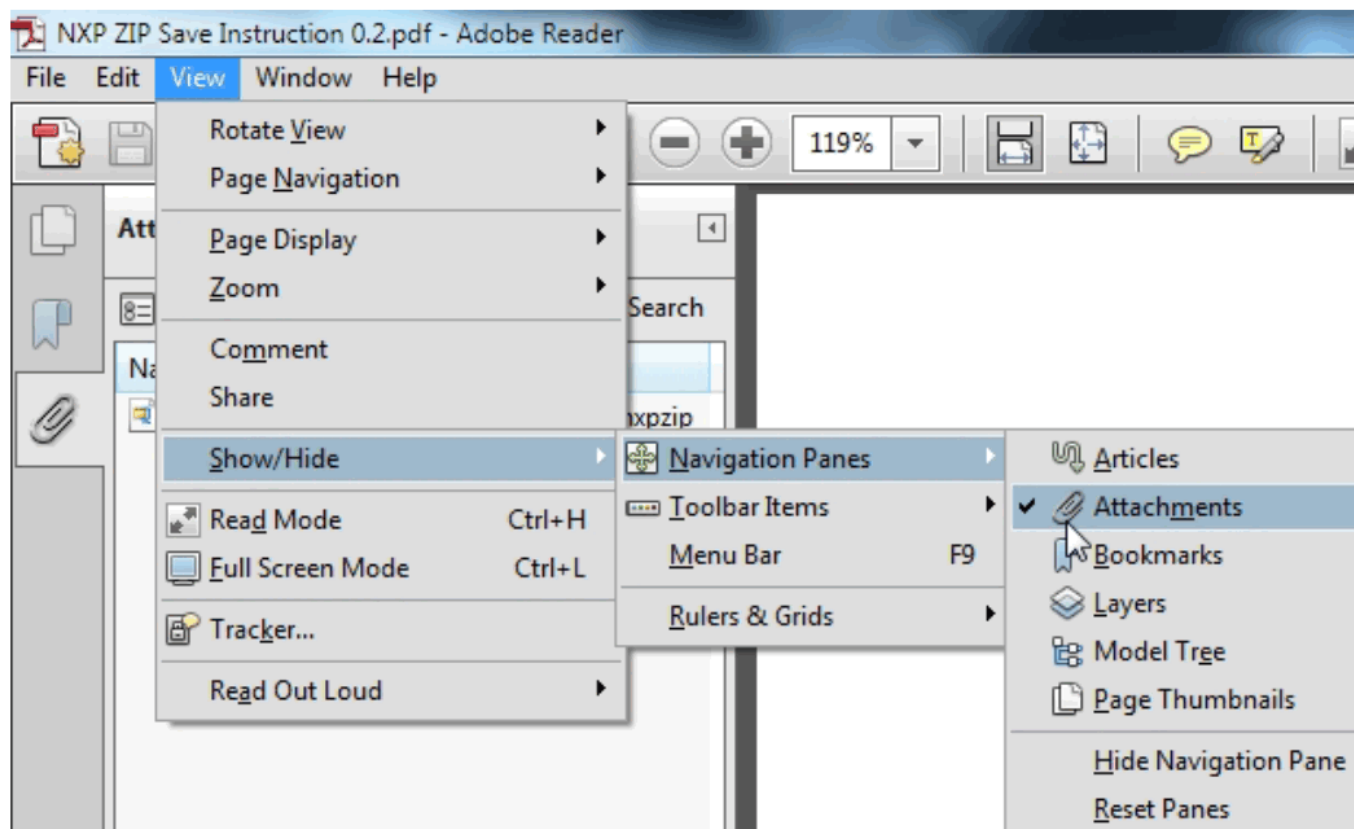 NXP ZIP Save Instruction 0.2.pdf - Adobe Reader
File Edit View Window Help
119%
Rotate View
Page Navigation
Page Display
Zoom
Comment
Share
Show/Hide
Read Mode Ctrl+H
Full Screen Mode Ctrl+L
Tracker...
Read Out Loud
Att
Search
Na
nxpzip
Navigation Panes
Toolbar Items
Menu Bar F9
Rulers & Grids
Articles
Attachments
Bookmarks
Layers
Model Tree
Page Thumbnails
Hide Navigation Pane
Reset Panes